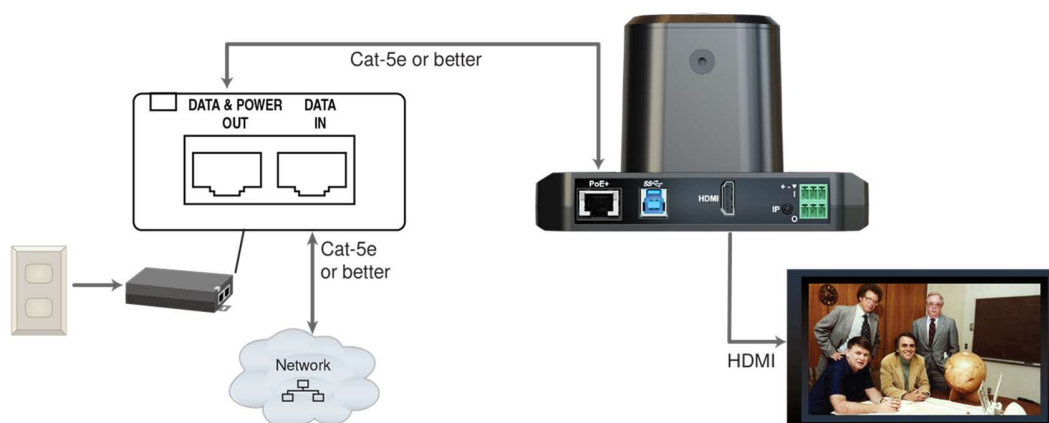 Cat-5e or better
DATA & POWER
OUT
DATA
IN
PoE+
SS
HDMI
+ -
IP
I
O
Cat-5e
or better
Network
HDMI